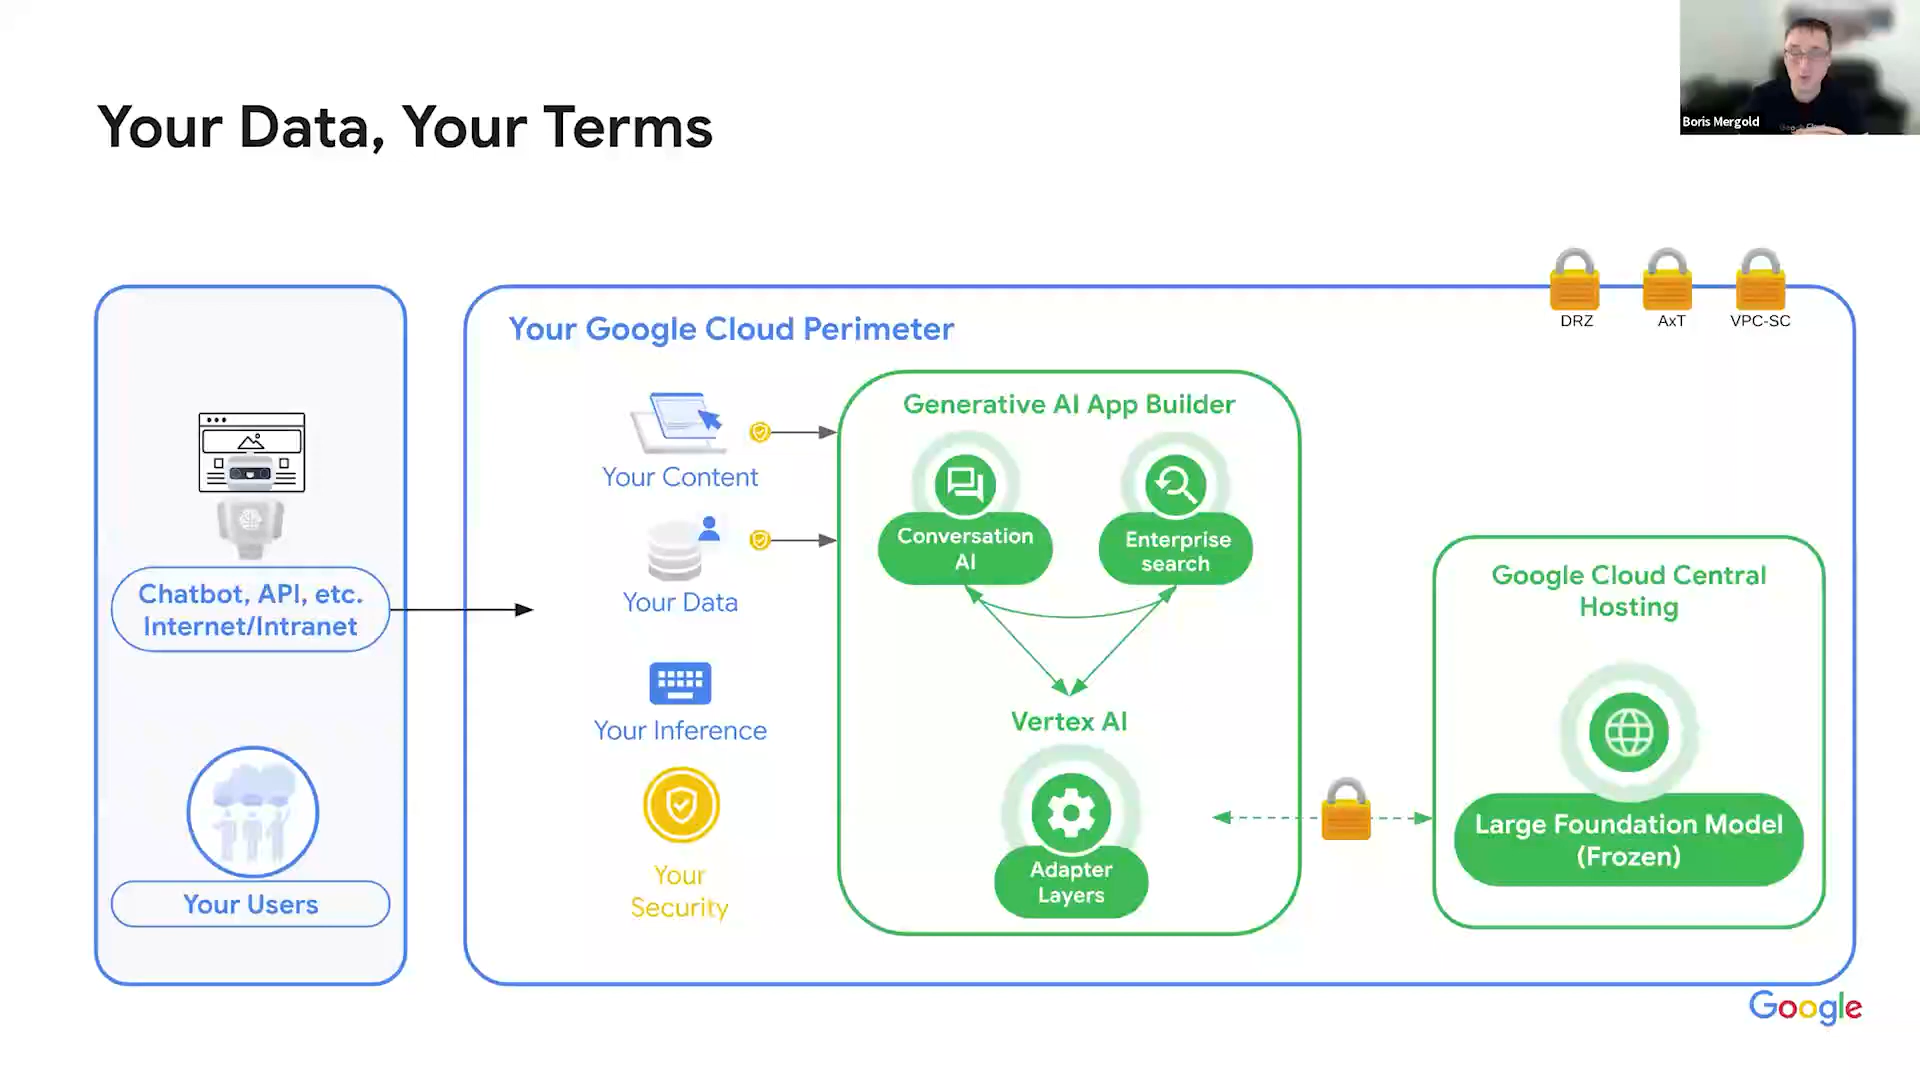 Boris Mergold
Your Data, Your Terms
DRZ
AxT
VPC-SC
Your Google Cloud Perimeter
Generative AI App Builder
Your Content
Conversation
AI
Enterprise
search
Your Data
Chatbot, API, etc.
Internet/Intranet
Google Cloud Central
Hosting
Your Inference
Vertex AI
Large Foundation Model
(Frozen)
Adapter
Layers
Your
Security
Your Users
Google